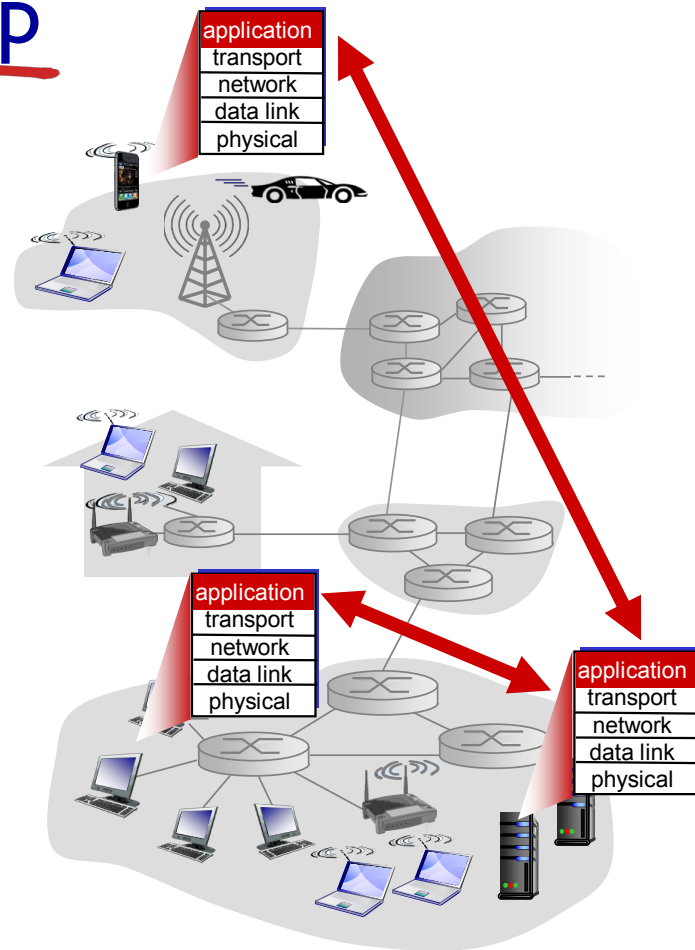 p
application
transport
network
data link
physical
application
transport
network
data link
physical
application
transport
network
data link
physical